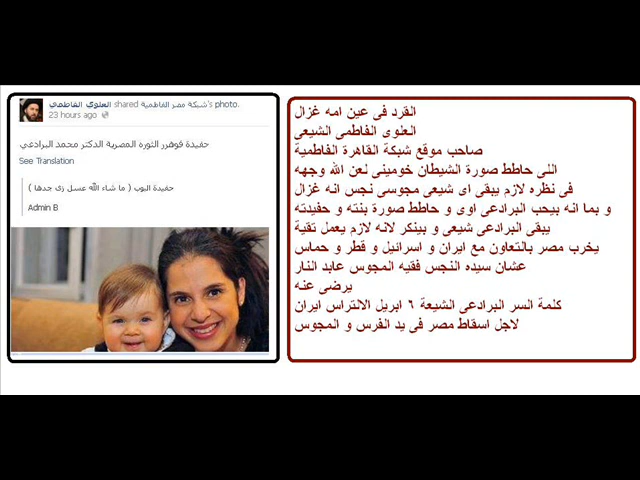 العلوي الفاطمي shared شبكة مصر الفاطمية's photo.
23 hours ago
حفيدة فوهرر الثورة المصرية الدكتر محمد البرادعي
See Translation
حفيدة البوب ( ما شاء الله عسل زى جدها )
Admin B
القرد فى عين امه غزال
العلوى الفاطمى الشيعى
صاحب موقع شبكة القاهرة الفاطمية
اللى حاطط صورة الشيطان خومينى لعن الله وجهه
فى نظره لازم يبقى اى شيعى مجوسى نجس انه غزال
و بما انه بيحب البرادعى اوى و حاطط صورة بنته و حفيدته
يبقى البرادعى شيعى و بينكر لانه لازم يعمل تقية
يخرب مصر بالتعاون مع ايران و اسرائيل و قطر و حماس
عشان سيده النجس فقيه المجوس عابد النار
يرضى عنه
كلمة السر البرادعى الشيعة ٦ ابريل الالتراس ايران
لاجل اسقاط مصر فى يد الفرس و المجوس